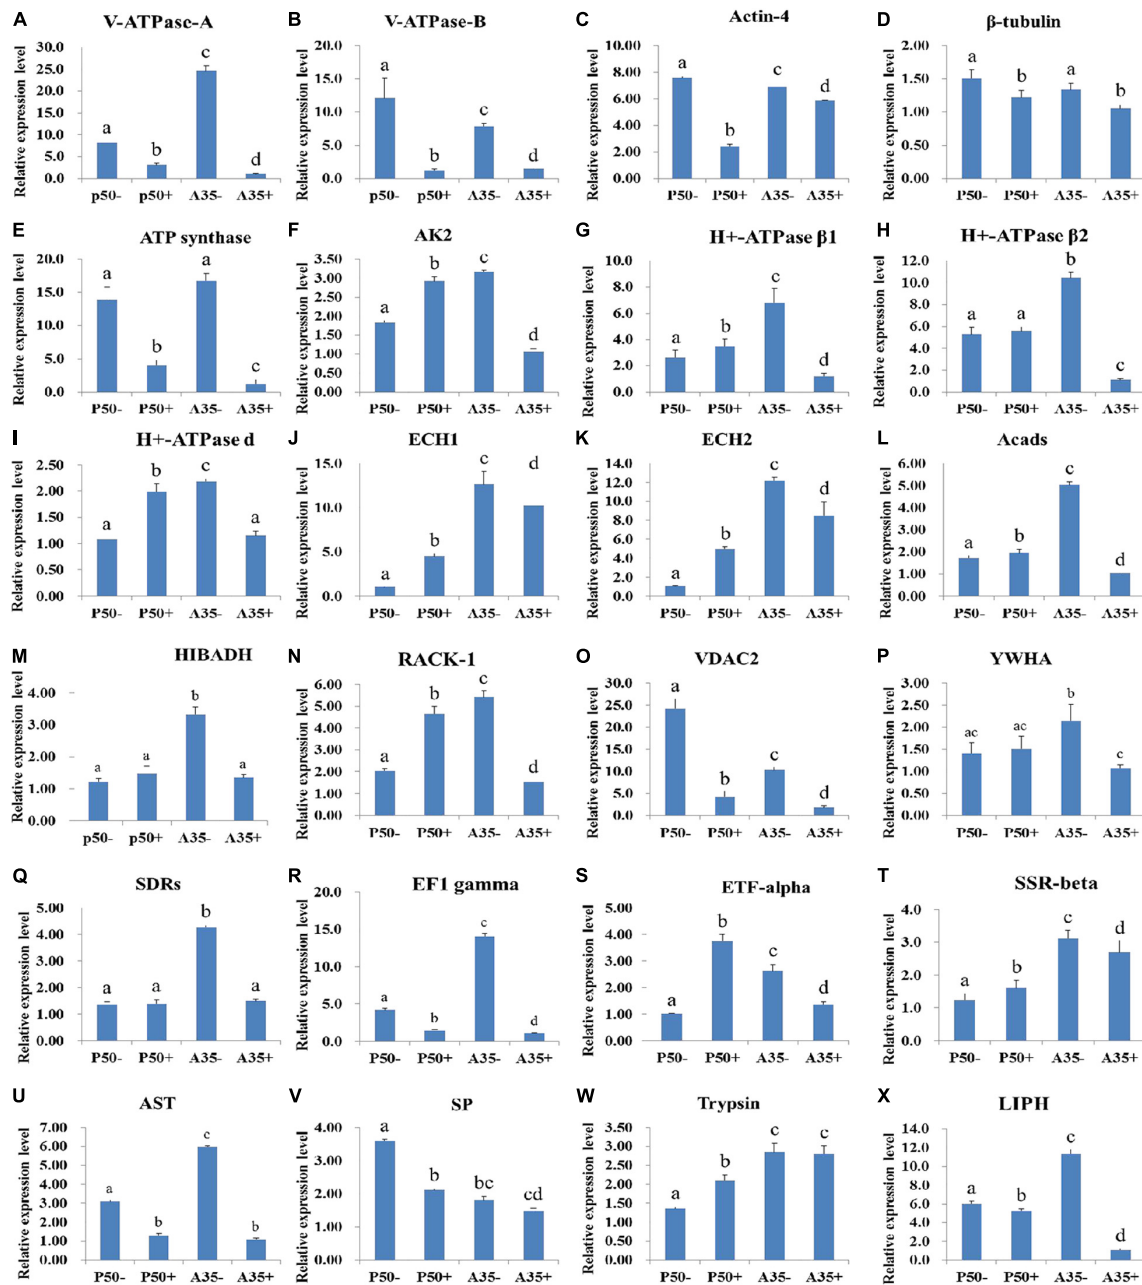 A
V-ATPase-A
Relative expression level
30.0
25.0
20.0
15.0
10.0
5.0
0.0
a
b
c
d
p50- p50+ A35- A35+
B
V-ATPase-B
Relative expression level
20.0
15.0
10.0
5.0
0.0
a
b
c
d
P50- P50+ A35- A35+
C
Actin-4
Relative expression level
10.00
8.00
6.00
4.00
2.00
0.00
a
b
c
d
P50- P50+ A35- A35+
D
β-tubulin
Relative expression level
2.00
1.50
1.00
0.50
0.00
a
b
a
b
P50- P50+ A35- A35+
E
ATP synthase
Relative expression level
20.0
15.0
10.0
5.0
0.0
a
b
a
c
P50- P50+ A35- A35+
F
AK2
Relative expression level
3.50
3.00
2.50
2.00
1.50
1.00
0.50
0.00
a
b
c
d
P50- P50+ A35- A35+
G
H+-ATPase β1
Relative expression level
10.0
8.0
6.0
4.0
2.0
0.0
a
b
c
d
P50- P50+ A35- A35+
H
H+-ATPase β2
Relative expression level
12.0
10.0
8.0
6.0
4.0
2.0
0.0
a
a
b
c
P50- P50+ A35- A35+
I
H+-ATPase d
Relative expression level
2.50
2.00
1.50
1.00
0.50
0.00
a
b
c
a
P50- P50+ A35- A35+
J
ECH1
Relative expression level
15.0
10.0
5.0
0.0
a
b
c
d
P50- P50+ A35- A35+
K
ECH2
Relative expression level
14.0
12.0
10.0
8.0
6.0
4.0
2.0
0.0
a
b
c
d
P50- P50+ A35- A35+
L
Acads
Relative expression level
6.00
5.00
4.00
3.00
2.00
1.00
0.00
a
b
c
d
P50- P50+ A35- A35+
M
HIBADH
Relative expression level
4.00
3.00
2.00
1.00
0.00
a
a
b
a
p50- p50+ A35- A35+
N
RACK-1
Relative expression level
6.00
5.00
4.00
3.00
2.00
1.00
0.00
a
b
c
d
P50- P50+ A35- A35+
O
VDAC2
Relative expression level
30.0
25.0
20.0
15.0
10.0
5.0
0.0
a
b
c
d
P50- P50+ A35- A35+
P
YWHA
Relative expression level
3.00
2.50
2.00
1.50
1.00
0.50
0.00
ac
ac
b
c
P50- P50+ A35- A35+
Q
SDRs
Relative expression level
5.00
4.00
3.00
2.00
1.00
0.00
a
a
b
a
P50- P50+ A35- A35+
R
EF1 gamma
Relative expression level
20.0
15.0
10.0
5.0
0.0
a
b
c
d
P50- P50+ A35- A35+
S
ETF-alpha
Relative expression level
5.00
4.00
3.00
2.00
1.00
0.00
a
b
c
d
P50- P50+ A35- A35+
T
SSR-beta
Relative expression level
4.0
3.0
2.0
1.0
0.0
a
b
c
d
P50- P50+ A35- A35+
U
AST
Relative expression level
7.00
6.00
5.00
4.00
3.00
2.00
1.00
0.00
a
b
c
b
P50- P50+ A35- A35+
V
SP
Relative expression level
4.00
3.00
2.00
1.00
0.00
a
b
bc
cd
P50- P50+ A35- A35+
W
Trypsin
Relative expression level
3.50
3.00
2.50
2.00
1.50
1.00
0.50
0.00
a
b
c
c
P50- P50+ A35- A35+
X
LIPH
Relative expression level
14.0
12.0
10.0
8.0
6.0
4.0
2.0
0.0
a
b
c
d
P50- P50+ A35- A35+